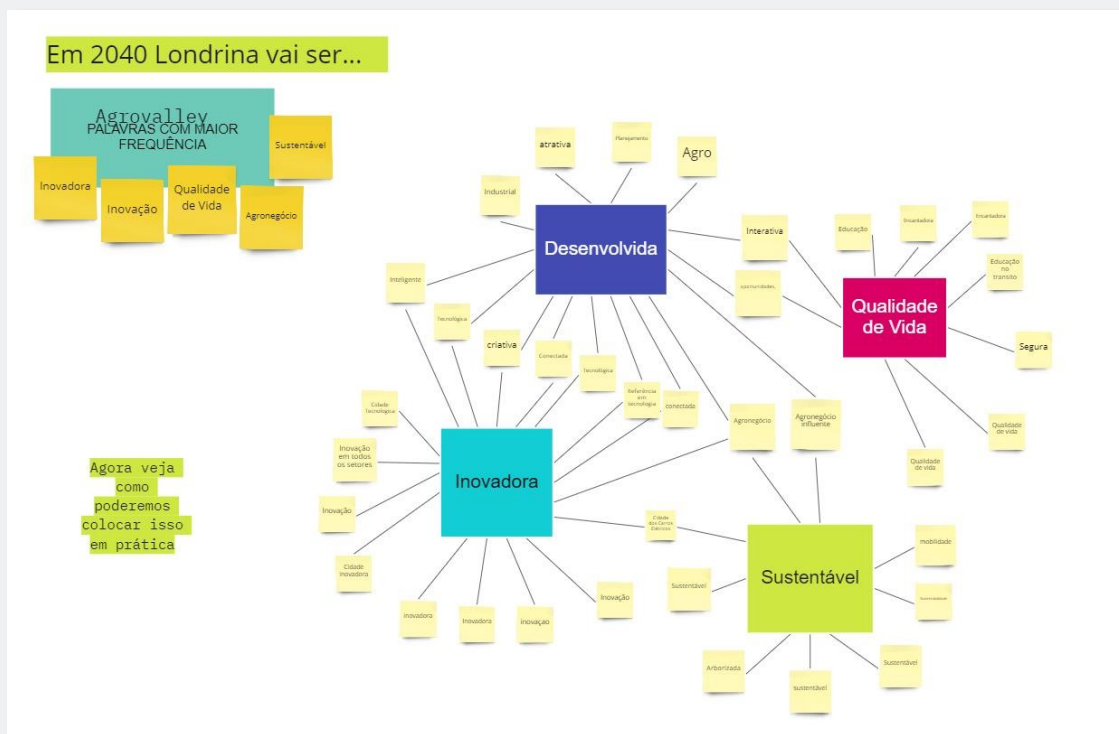 Em 2040 Londrina vai ser...
Agrovalley
PALAVRAS COM MAIOR
FREQUÊNCIA
Sustentável
Inovadora
Inovação
Qualidade
de Vida
Agronegócio
atrativa
Planejamento
Agro
Industrial
Desenvolvida
Interativa
oportunidades,
Educação
Encantadora
Encantadora
Educação
no
transito
Qualidade
de Vida
Segura
Qualidade
de vida
Qualidade
de vida
Inteligente
Tecnológica
criativa
Conectada
Tecnológica
Referência
em
tecnologia
conectada
Agronegócio
Agronegócio
influente
Cidade
Tecnologica
Inovação
em todos
os setores
Inovação
Cidade
inovadora
Inovadora
inovadora
Inovadora
inovaçao
Inovação
Cidade
dos Carros
Elétricos
Sustentável
Sustentável
mobilidade
Arborizada
sustentável
Sustentável
Agora veja
como
poderemos
colocar isso
em prática